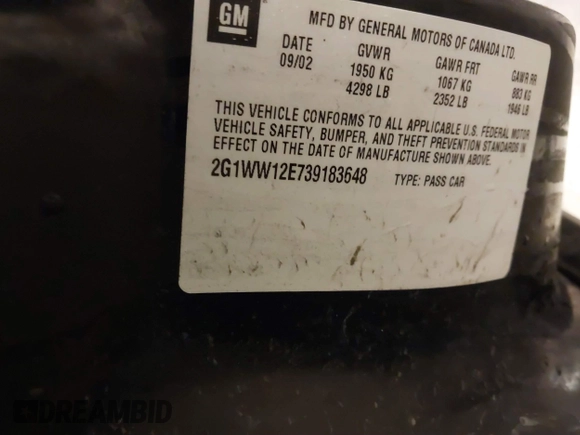 GM
MFD BY GENERAL MOTORS OF CANADA LTD.
DATE GVWR GAWR FRT GAWR RR
09/02 1950 KG 1067 KG 883 KG
4298 LB 2352 LB 1946 LB
THIS VEHICLE CONFORMS TO ALL APPLICABLE U.S. FEDERAL MOTOR
VEHICLE SAFETY, BUMPER, AND THEFT PREVENTION STANDARDS IN
EFFECT ON THE DATE OF MANUFACTURE SHOWN ABOVE.
2G1WW12E739183648 TYPE: PASS CAR
DREAMBID